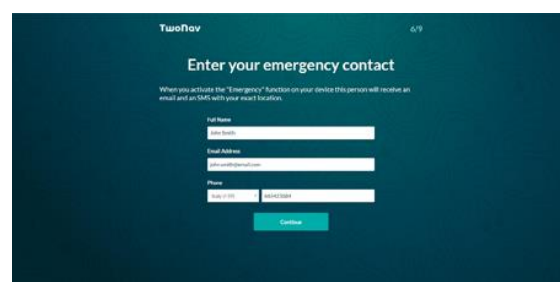 TwoNav
6/9
Enter your emergency contact
When you activate the "Emergency" function on your device this person will receive an
email and an SMS with your exact location.
Full Name
John Smith
Email Address
john.smith@email.com
Phone
Continue